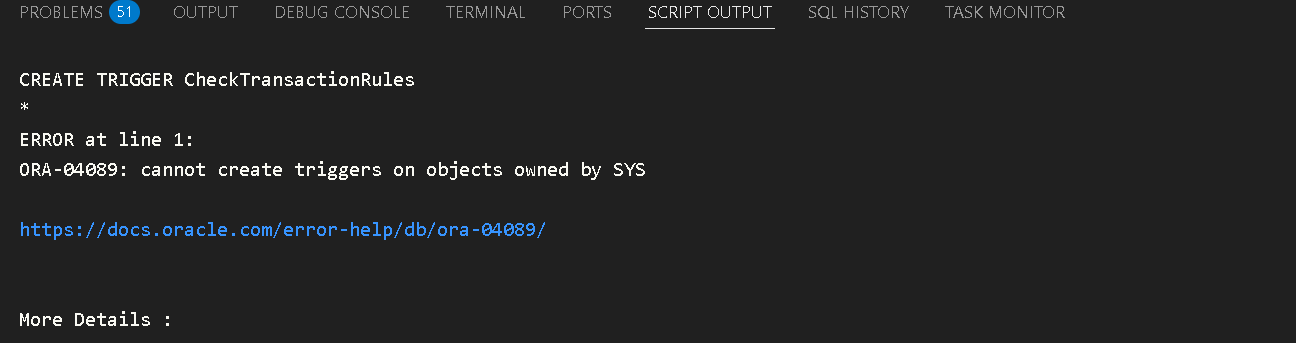 PROBLEMS 51 OUTPUT DEBUG CONSOLE TERMINAL PORTS SCRIPT OUTPUT SQL HISTORY TASK MONITOR
CREATE TRIGGER CheckTransactionRules
*
ERROR at line 1:
ORA-04089: cannot create triggers on objects owned by SYS
https://docs.oracle.com/error-help/db/ora-04089/
More Details :